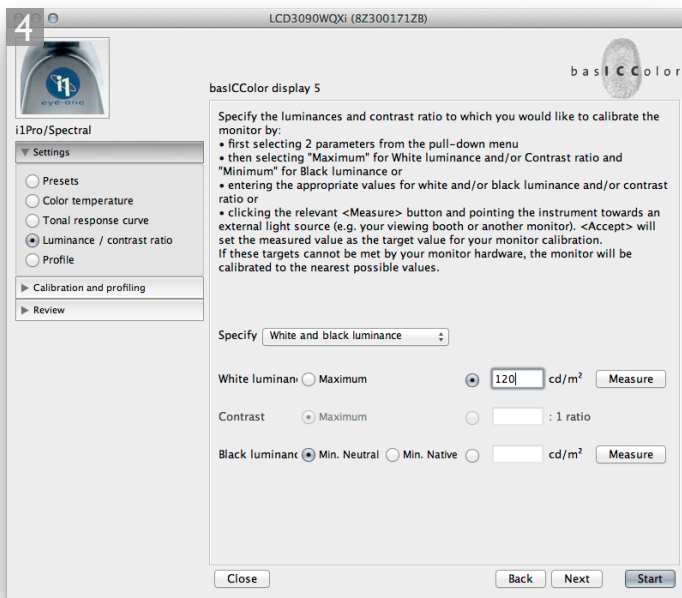 4
LCD3090WQXi (8Z300171ZB)
i1
eye-one
basICColor
basICColor display 5
i1Pro/Spectral
Settings
Presets
Color temperature
Tonal response curve
Luminance / contrast ratio
Profile
Calibration and profiling
Review
Specify the luminances and contrast ratio to which you would like to calibrate the
monitor by:
• first selecting 2 parameters from the pull-down menu
• then selecting "Maximum" for White luminance and/or Contrast ratio and
"Minimum" for Black luminance or
• entering the appropriate values for white and/or black luminance and/or contrast
ratio or
• clicking the relevant <Measure> button and pointing the instrument towards an
external light source (e.g. your viewing booth or another monitor). <Accept> will
set the measured value as the target value for your monitor calibration.
If these targets cannot be met by your monitor hardware, the monitor will be
calibrated to the nearest possible values.
Specify White and black luminance
White luminan Maximum 120 cd/m² Measure
Contrast Maximum : 1 ratio
Black luminanc Min. Neutral Min. Native cd/m² Measure
Close Back Next Start